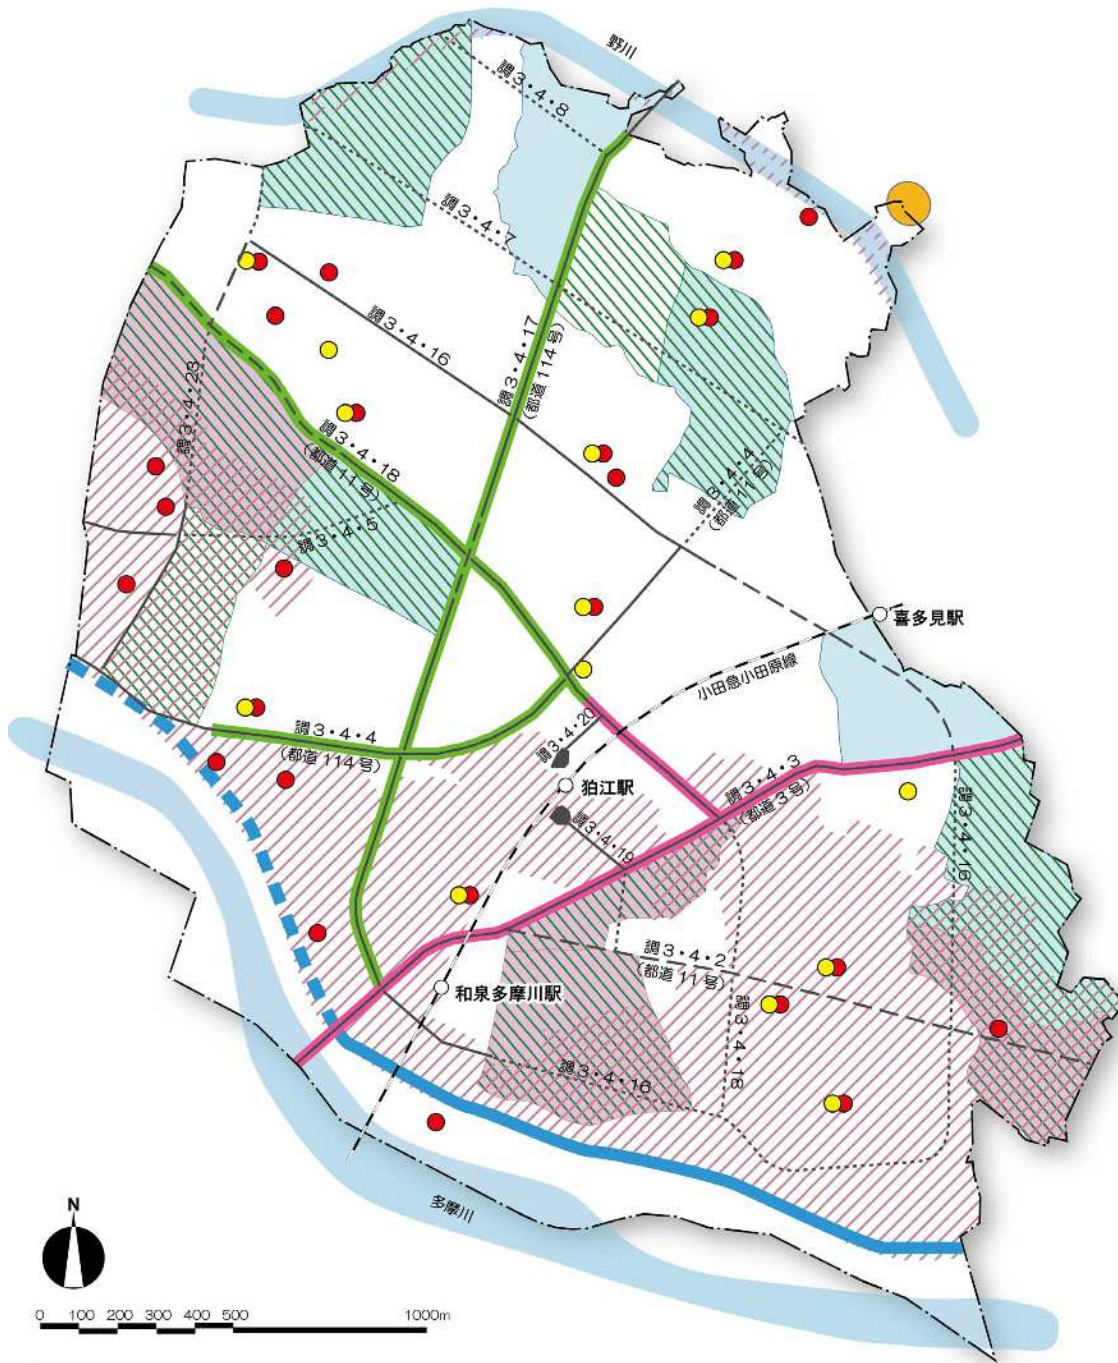 野川
調3・4・8
調3・4・7
調3・4・16
調3・4・17
(都道114号)
調3・4・23
調3・4・18
(都道11号)
調3・4・4
(都道111号)
調3・4・5
喜多見駅
小田急小田原線
調3・4・20
調3・4・4
(都道114号)
狛江駅
調3・4・3
(都道3号)
調3・4・19
調3・4・16
調3・4・2
(都道11号)
和泉多摩川駅
調3・4・18
調3・4・16
多摩川
N
0 100 200 300 400 500 1000m